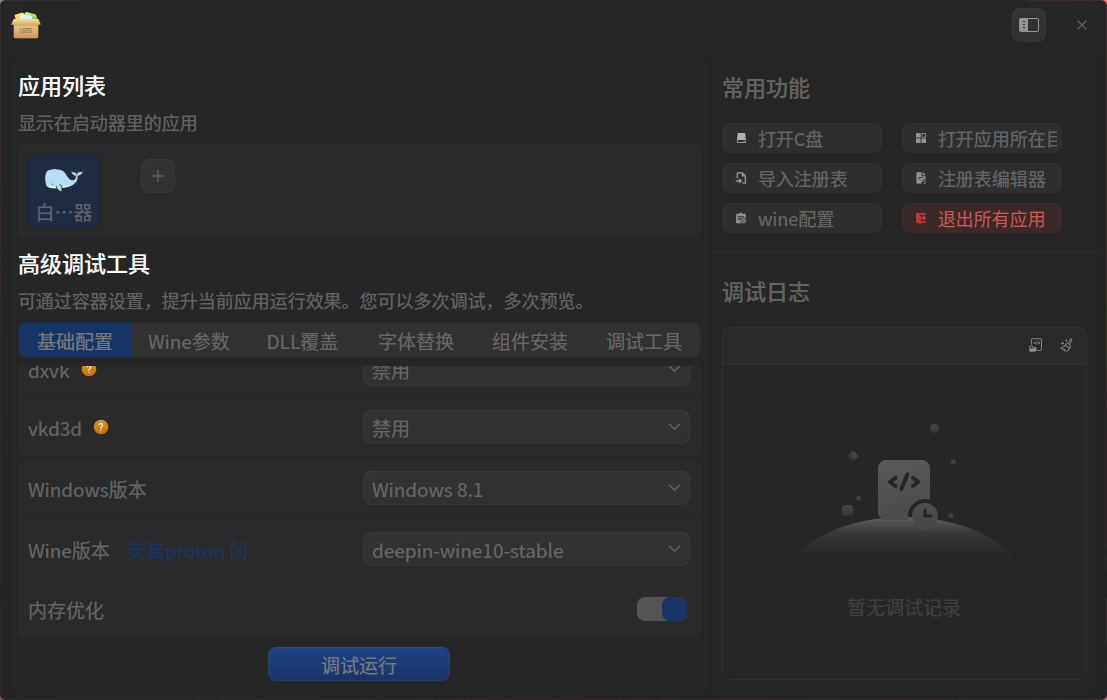 UDS
应用列表
显示在启动器里的应用
白…器
高级调试工具
可通过容器设置，提升当前应用运行效果。您可以多次调试，多次预览。
基础配置 Wine参数 DLL覆盖 字体替换 组件安装 调试工具
dxvk ? 禁用
vkd3d ? 禁用
Windows版本 Windows 8.1
Wine版本 安装proton deepin-wine10-stable
内存优化
调试运行
常用功能
打开C盘 打开应用所在目
导入注册表 注册表编辑器
wine配置 退出所有应用
调试日志
</>
暂无调试记录